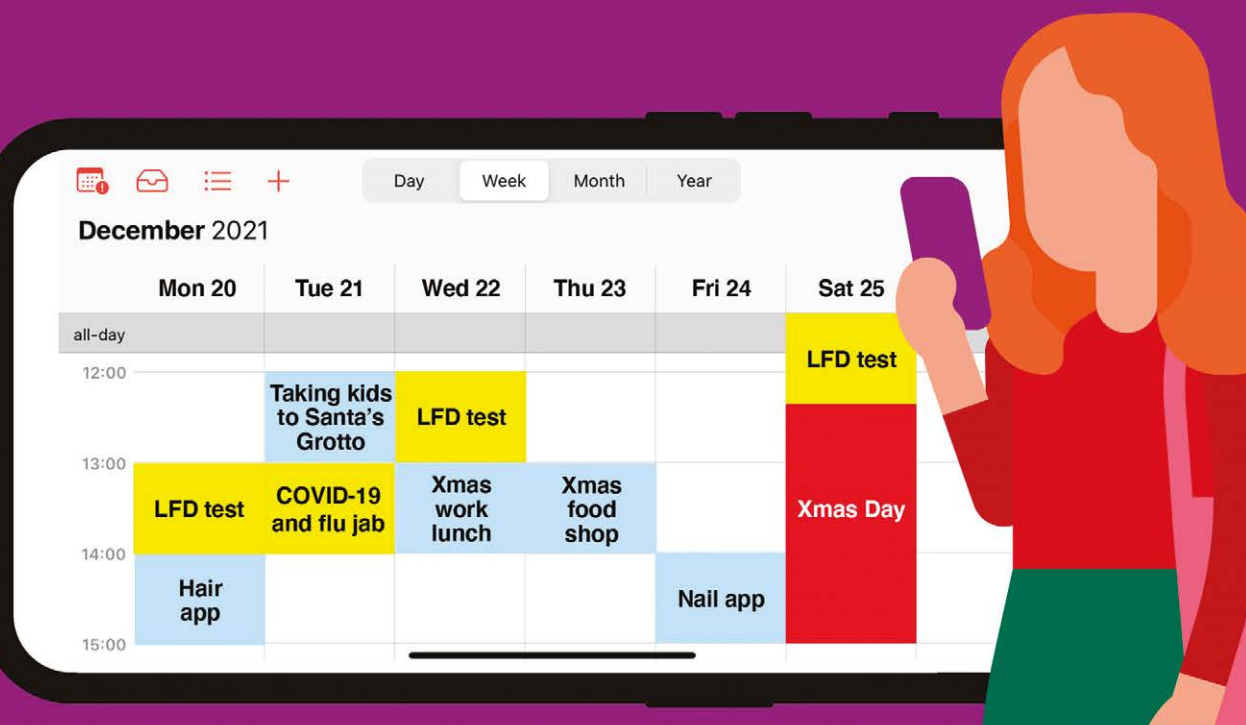 Day Week Month Year
December 2021
Mon 20 Tue 21 Wed 22 Thu 23 Fri 24 Sat 25
all-day
LFD test
12:00
Taking kids
to Santa's
Grotto
LFD test
13:00
LFD test
COVID-19
and flu jab
Xmas
work
lunch
Xmas
food
shop
Xmas Day
14:00
Hair
app
Nail app
15:00